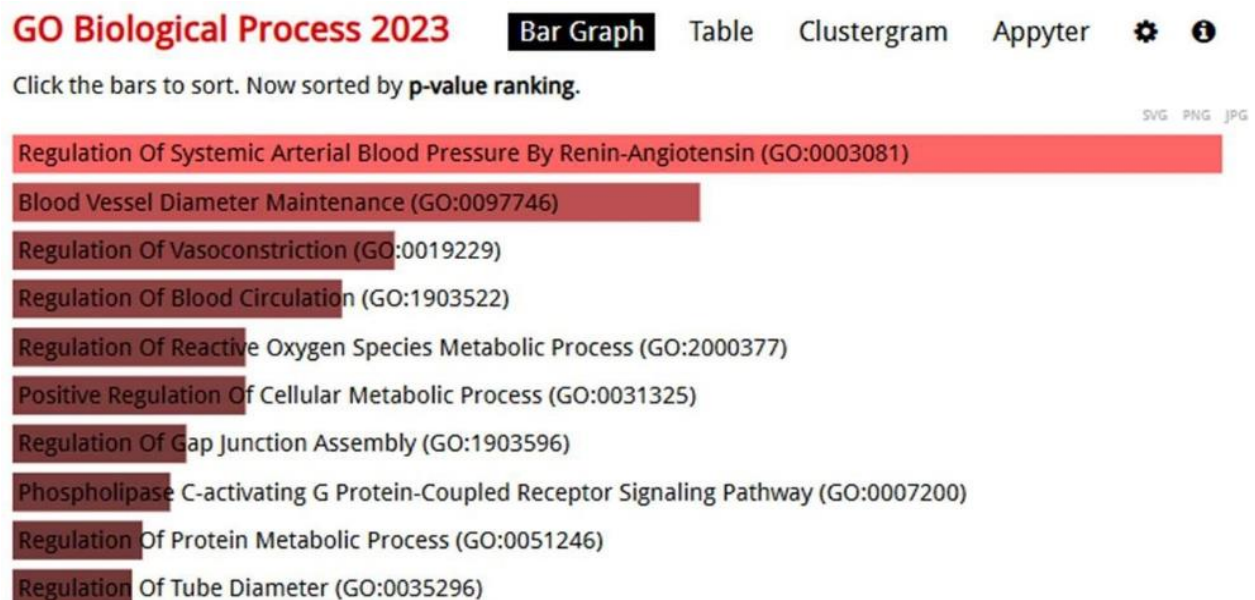 GO Biological Process 2023 Bar Graph Table Clustergram Appyter
Click the bars to sort. Now sorted by p-value ranking.
SVG PNG JPG
Regulation Of Systemic Arterial Blood Pressure By Renin-Angiotensin (GO:0003081)
Blood Vessel Diameter Maintenance (GO:0097746)
Regulation Of Vasoconstriction (GO:0019229)
Regulation Of Blood Circulation (GO:1903522)
Regulation Of Reactive Oxygen Species Metabolic Process (GO:2000377)
Positive Regulation Of Cellular Metabolic Process (GO:0031325)
Regulation Of Gap Junction Assembly (GO:1903596)
Phospholipase C-activating G Protein-Coupled Receptor Signaling Pathway (GO:0007200)
Regulation Of Protein Metabolic Process (GO:0051246)
Regulation Of Tube Diameter (GO:0035296)